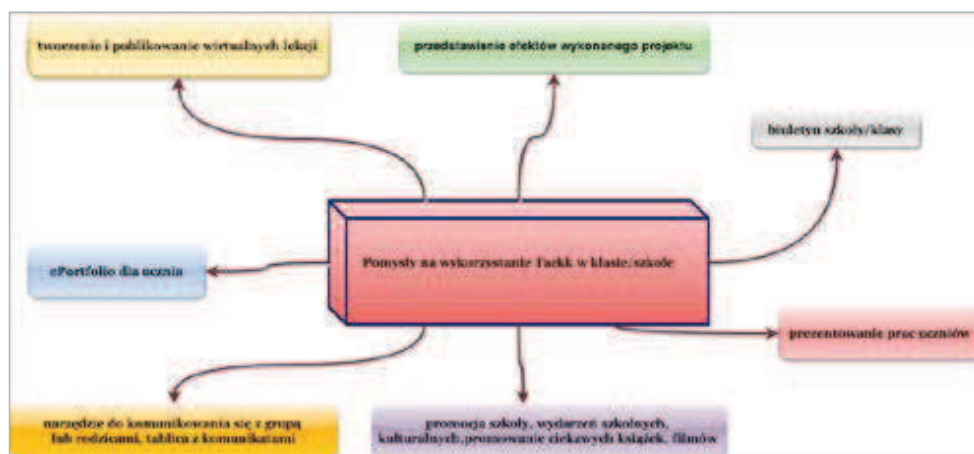 tworzenie i publikowanie wirtualnych lekcji
przedstawienie efektów wykonanego projektu
biuletyn szkoły/klasy
Pomysły na wykorzystanie Tackk w klasie/szkole
ePortfolio dla ucznia
prezentowanie prac uczniów
narzędzie do komunikowania się z grupą
lub rodzicami, tablica z komunikatami
promocja szkoły, wydarzeń szkolnych,
kulturalnych,promowanie ciekawych książek, filmów